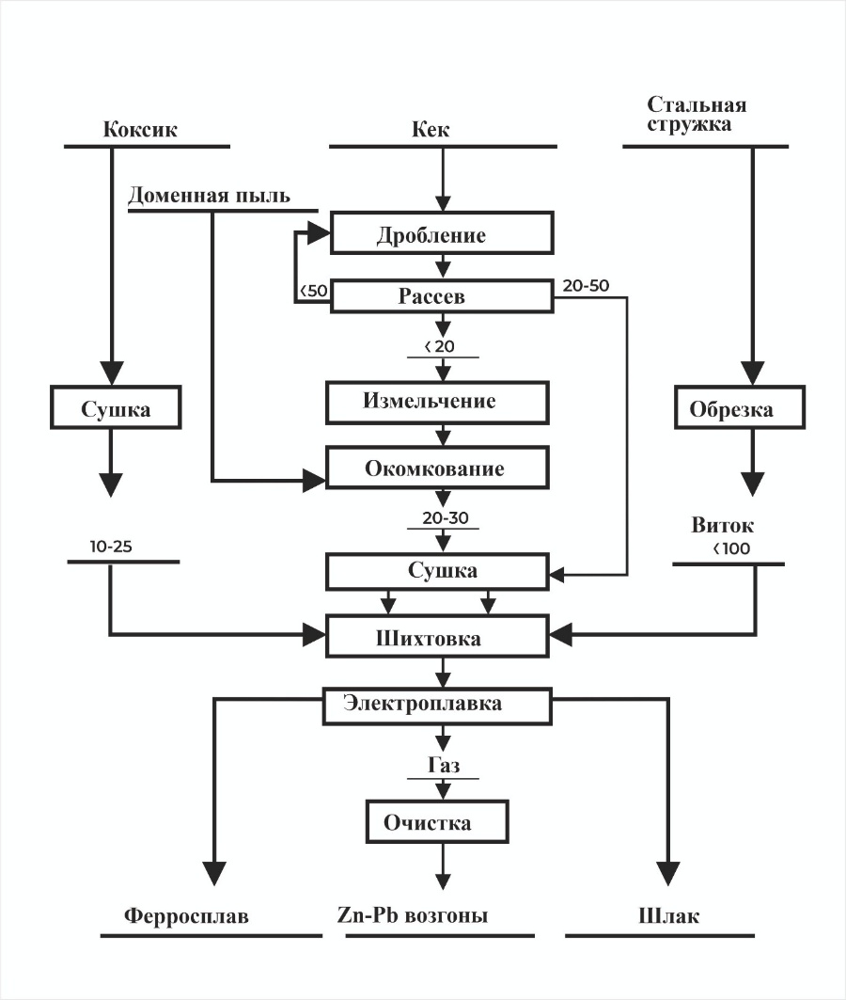 Стальная
стружка
Коксик
Кек
Доменная пыль
Дробление
<50
Рассев
20-50
<20
Сушка
Измельчение
Обрезка
Окомкование
20-30
Виток
<100
10-25
Сушка
Шихтовка
Электроплавка
Газ
Очистка
Ферросплав
Zn-Pb возгоны
Шлак